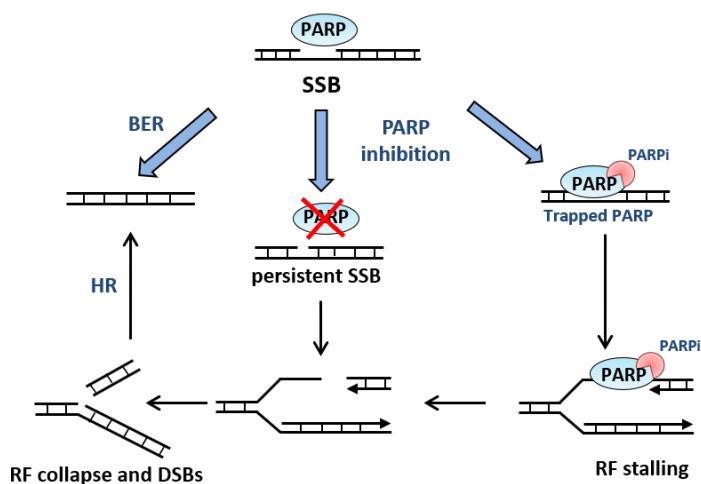 PARP
SSB
BER
PARP
inhibition
PARPi
PARP
Trapped PARP
PARP
persistent SSB
HR
PARPi
PARP
RF collapse and DSBs
RF stalling